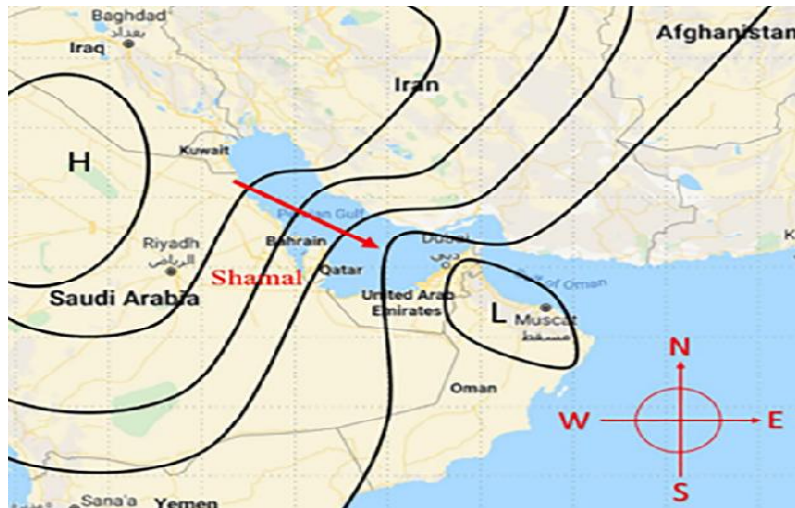 Baghdad
بغداد
Iraq
Afghanistan
Iran
H
Kuwait
Persian Gulf
Riyadh
الرياض
Bahrain
Dubai
دبي
Shamal
Qatar
Saudi Arabia
United Arab
Emirates
of Oman
L
Muscat
مسقط
Oman
N
W
E
S
Sana'a
Yemen